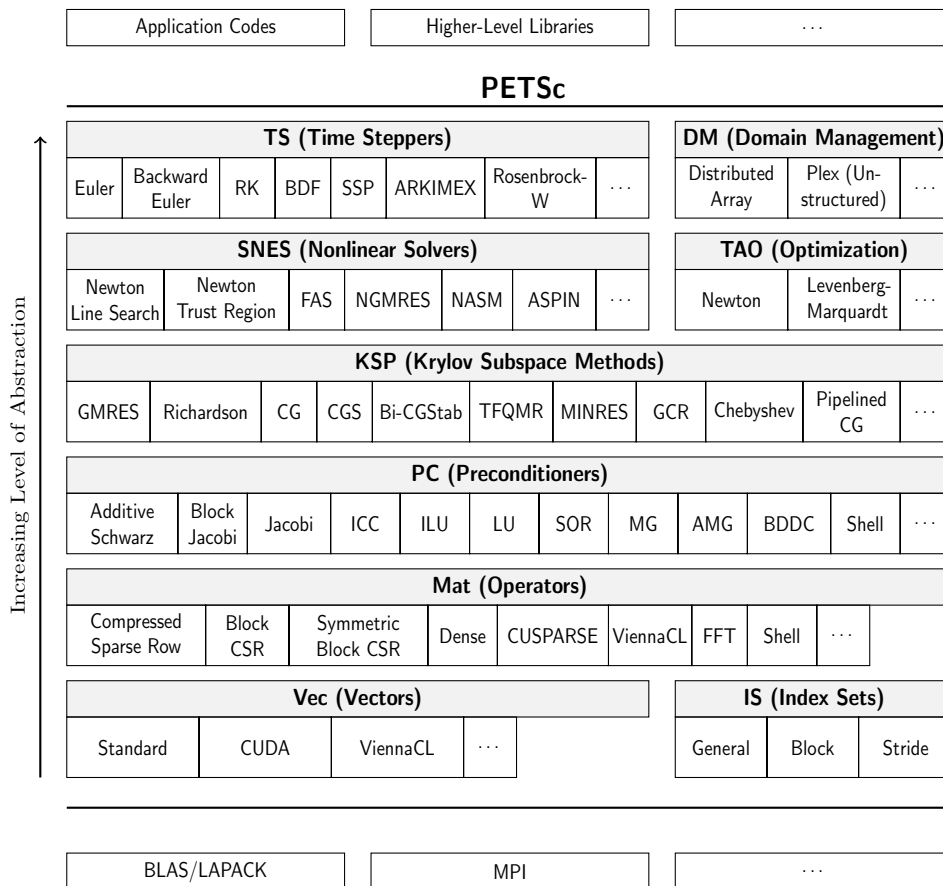 Application Codes
Higher-Level Libraries
...
PETSc
Increasing Level of Abstraction
TS (Time Steppers)
Euler
Backward
Euler
RK
BDF
SSP
ARKIMEX
Rosenbrock-
W
...
DM (Domain Management)
Distributed
Array
Plex (Un-
structured)
...
SNES (Nonlinear Solvers)
Newton
Line Search
Newton
Trust Region
FAS
NGMRES
NASM
ASPIN
...
TAO (Optimization)
Newton
Levenberg-
Marquardt
...
KSP (Krylov Subspace Methods)
GMRES
Richardson
CG
CGS
Bi-CGStab
TFQMR
MINRES
GCR
Chebyshev
Pipelined
CG
...
PC (Preconditioners)
Additive
Schwarz
Block
Jacobi
Jacobi
ICC
ILU
LU
SOR
MG
AMG
BDDC
Shell
...
Mat (Operators)
Compressed
Sparse Row
Block
CSR
Symmetric
Block CSR
Dense
CUSPARSE
ViennaCL
FFT
Shell
...
Vec (Vectors)
Standard
CUDA
ViennaCL
...
IS (Index Sets)
General
Block
Stride
BLAS/LAPACK
MPI
...